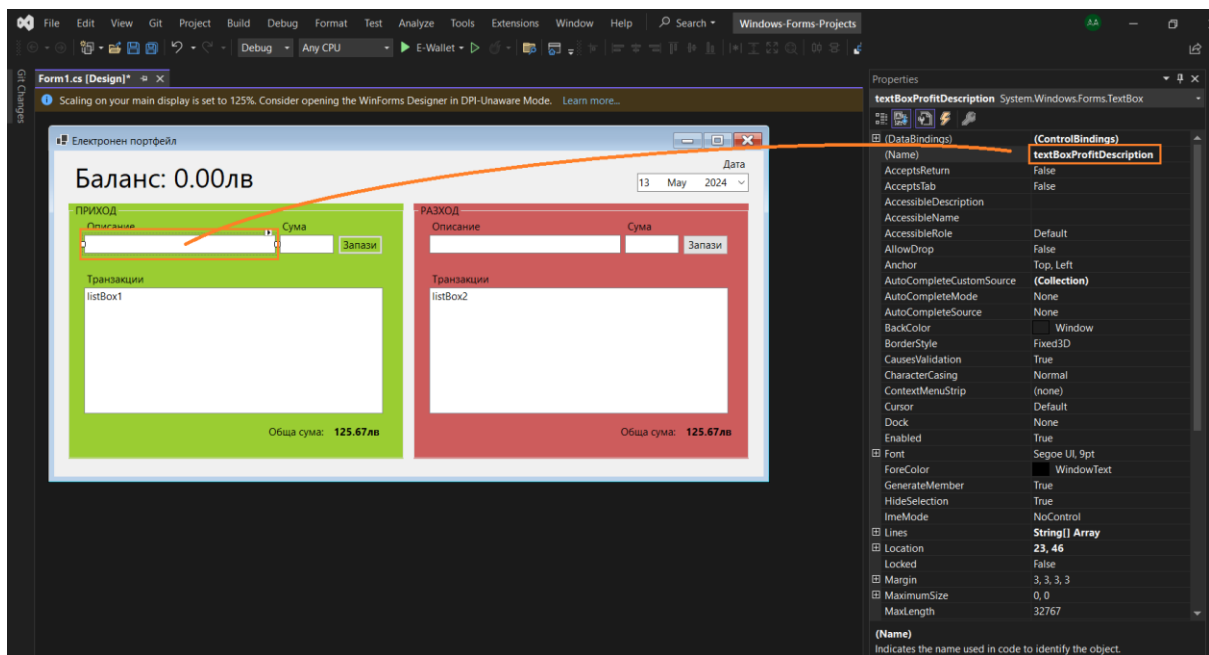 File Edit View Git Project Build Debug Format Test Analyze Tools Extensions Window Help Search Windows-Forms-Projects AA
Debug Any CPU E-Wallet
Git Changes
Form1.cs [Design]*
Scaling on your main display is set to 125%. Consider opening the WinForms Designer in DPI-Unaware Mode. Learn more...
Електронен портфейл
Баланс: 0.00лв
Дата
13 May 2024
ПРИХОД
Описание Сума
Запази
Транзакции
listBox1
Обща сума: 125.67лв
РАЗХОД
Описание Сума
Запази
Транзакции
listBox2
Обща сума: 125.67лв
Properties
textBoxProfitDescription System.Windows.Forms.TextBox
(DataBindings) (ControlBindings)
(Name) textBoxProfitDescription
AcceptsReturn False
AcceptsTab False
AccessibleDescription
AccessibleName
AccessibleRole Default
AllowDrop False
Anchor Top, Left
AutoCompleteCustomSource (Collection)
AutoCompleteMode None
AutoCompleteSource None
BackColor Window
BorderStyle Fixed3D
CausesValidation True
CharacterCasing Normal
ContextMenuStrip (none)
Cursor Default
Dock None
Enabled True
Font Segoe UI, 9pt
ForeColor WindowText
GenerateMember True
HideSelection True
ImeMode NoControl
Lines String[] Array
Location 23, 46
Locked False
Margin 3, 3, 3, 3
MaximumSize 0, 0
MaxLength 32767
(Name)
Indicates the name used in code to identify the object.